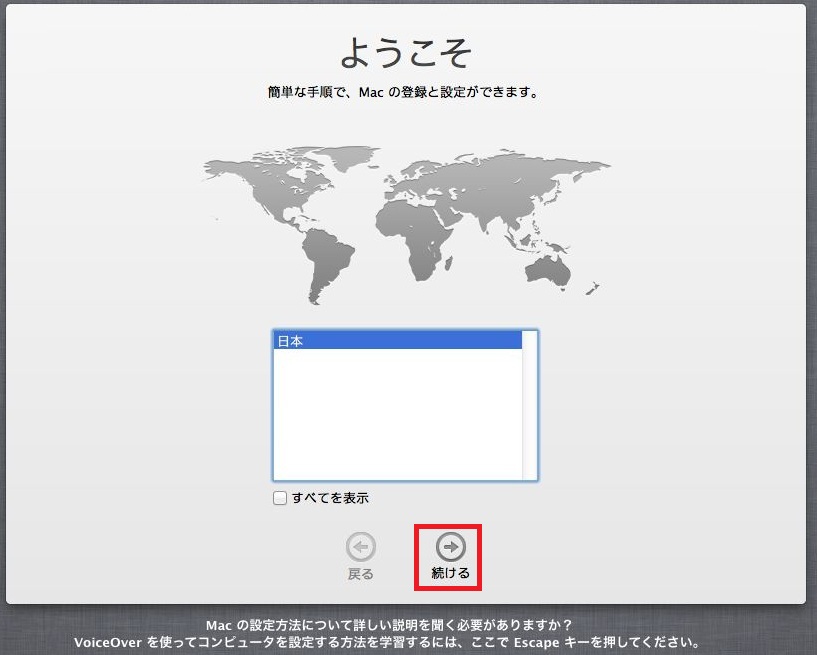 ようこそ
簡単な手順で、Mac の登録と設定ができます。
日本
すべてを表示
戻る
続ける
Mac の設定方法について詳しい説明を聞く必要がありますか？
VoiceOver を使ってコンピュータを設定する方法を学習するには、ここで Escape キーを押してください。